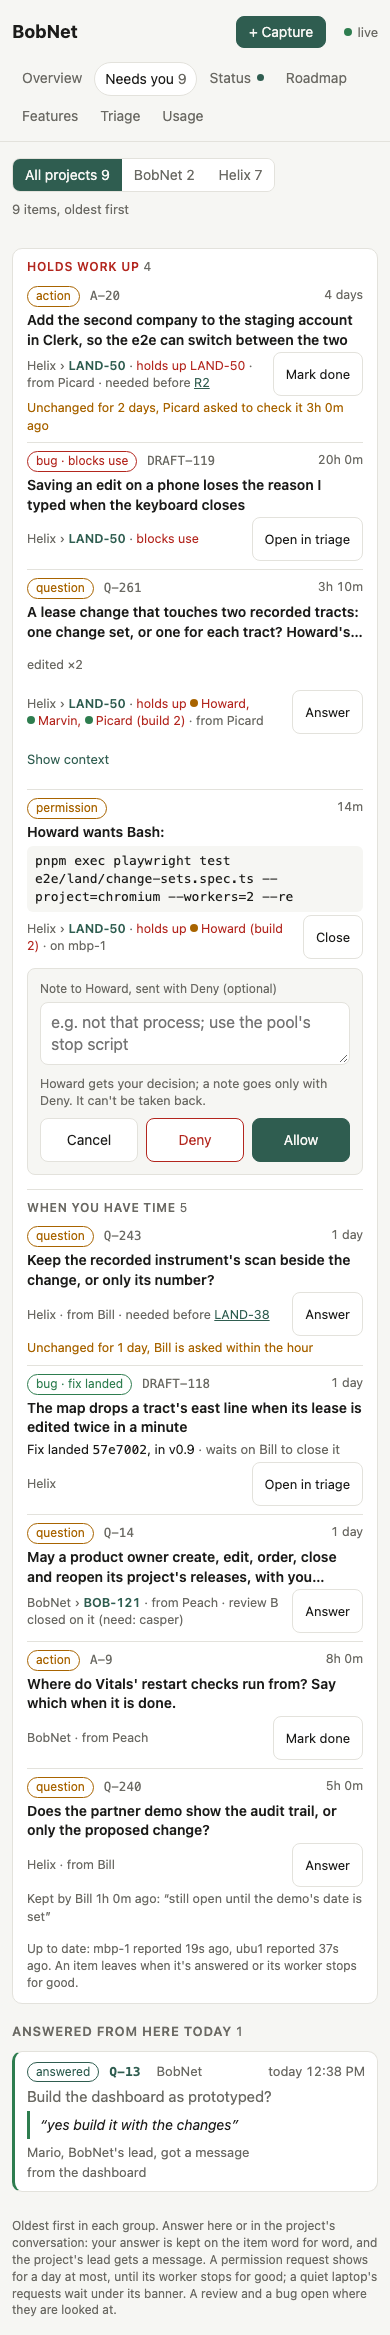 BobNet
+ Capture
live
Overview
Needs you 9
Status
Roadmap
Features
Triage
Usage
All projects 9
BobNet 2
Helix 7
9 items, oldest first
HOLDS WORK UP 4
action A-20 4 days
Add the second company to the staging account
in Clerk, so the e2e can switch between the two
Helix › LAND-50 · holds up LAND-50 ·
from Picard · needed before R2
Mark done
Unchanged for 2 days, Picard asked to check it 3h 0m
ago
bug · blocks use DRAFT-119 20h 0m
Saving an edit on a phone loses the reason I
typed when the keyboard closes
Helix › LAND-50 · blocks use
Open in triage
question Q-261 3h 10m
A lease change that touches two recorded tracts:
one change set, or one for each tract? Howard's...
edited ×2
Helix › LAND-50 · holds up Howard,
Marvin, Picard (build 2) · from Picard
Answer
Show context
permission 14m
Howard wants Bash:
pnpm exec playwright test
e2e/land/change-sets.spec.ts --
project=chromium --workers=2 --re
Helix › LAND-50 · holds up Howard (build
2) · on mbp-1
Close
Note to Howard, sent with Deny (optional)
e.g. not that process; use the pool's
stop script
Howard gets your decision; a note goes only with
Deny. It can't be taken back.
Cancel
Deny
Allow
WHEN YOU HAVE TIME 5
question Q-243 1 day
Keep the recorded instrument's scan beside the
change, or only its number?
Helix · from Bill · needed before LAND-38
Answer
Unchanged for 1 day, Bill is asked within the hour
bug · fix landed DRAFT-118 1 day
The map drops a tract's east line when its lease is
edited twice in a minute
Fix landed 57e7002, in v0.9 · waits on Bill to close it
Helix
Open in triage
question Q-14 1 day
May a product owner create, edit, order, close
and reopen its project's releases, with you...
BobNet › BOB-121 · from Peach · review B
closed on it (need: casper)
Answer
action A-9 8h 0m
Where do Vitals' restart checks run from? Say
which when it is done.
BobNet · from Peach
Mark done
question Q-240 5h 0m
Does the partner demo show the audit trail, or
only the proposed change?
Helix · from Bill
Answer
Kept by Bill 1h 0m ago: “still open until the demo's date is
set”
Up to date: mbp-1 reported 19s ago, ubu1 reported 37s
ago. An item leaves when it's answered or its worker stops
for good.
ANSWERED FROM HERE TODAY 1
answered Q-13 BobNet today 12:38 PM
Build the dashboard as prototyped?
“yes build it with the changes”
Mario, BobNet's lead, got a message
from the dashboard
Oldest first in each group. Answer here or in the project's
conversation: your answer is kept on the item word for word, and
the project's lead gets a message. A permission request shows
for a day at most, until its worker stops for good; a quiet laptop's
requests wait under its banner. A review and a bug open where
they are looked at.